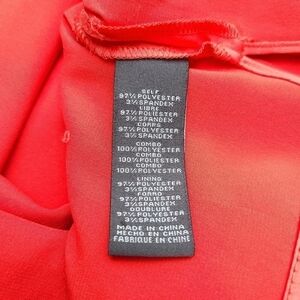 SELF
97% POLYESTER
3% SPANDEX
LIBRE
97% POLYESTER
3% SPANDEX
CORPS
97% POLYESTER
3% SPANDEX
COMBO
100% POLYESTER
COMBO
100% POLYESTER
COMBO
100% POLYESTER
LINING
97% POLYESTER
3% SPANDEX
FORRO
97% POLYESTER
3% SPANDEX
DOUBLURE
97% POLYESTER
3% SPANDEX
MADE IN CHINA
HECHO EN CHINA
FABRIQUÉ EN CHINE